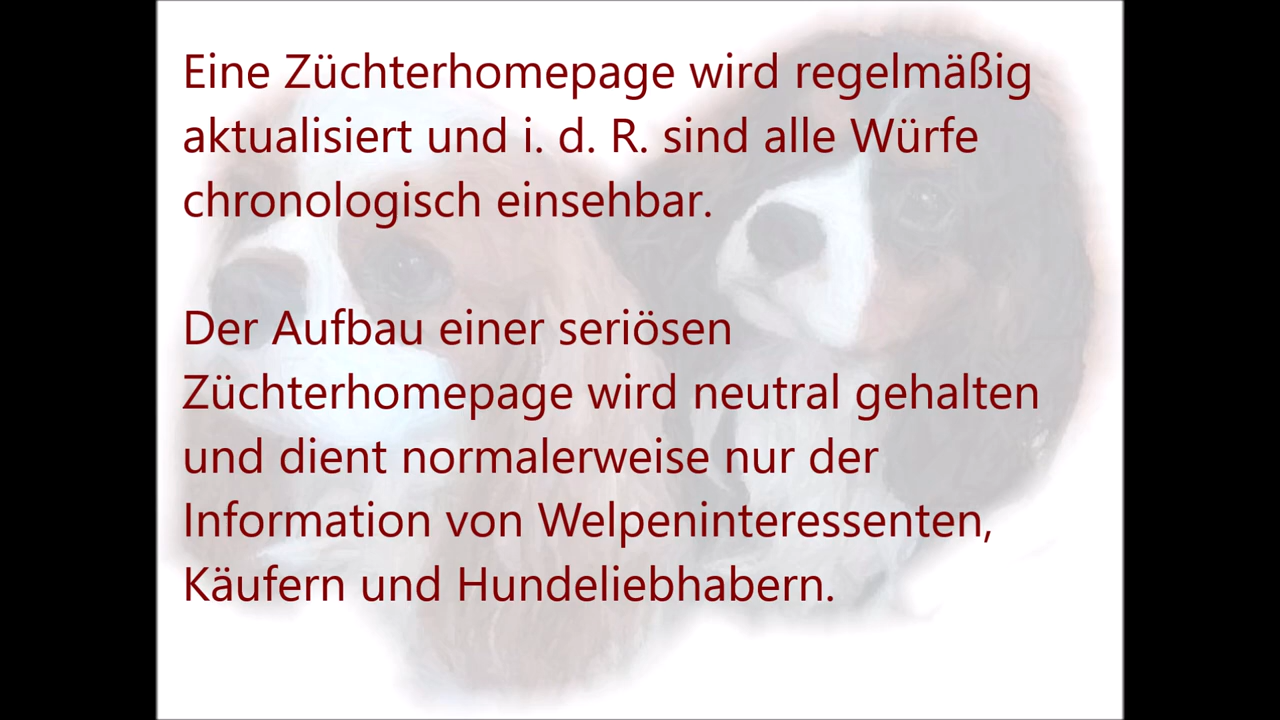 Eine Züchterhomepage wird regelmäßig
aktualisiert und i. d. R. sind alle Würfe
chronologisch einsehbar.
Der Aufbau einer seriösen
Züchterhomepage wird neutral gehalten
und dient normalerweise nur der
Information von Welpeninteressenten,
Käufern und Hundeliebhabern.